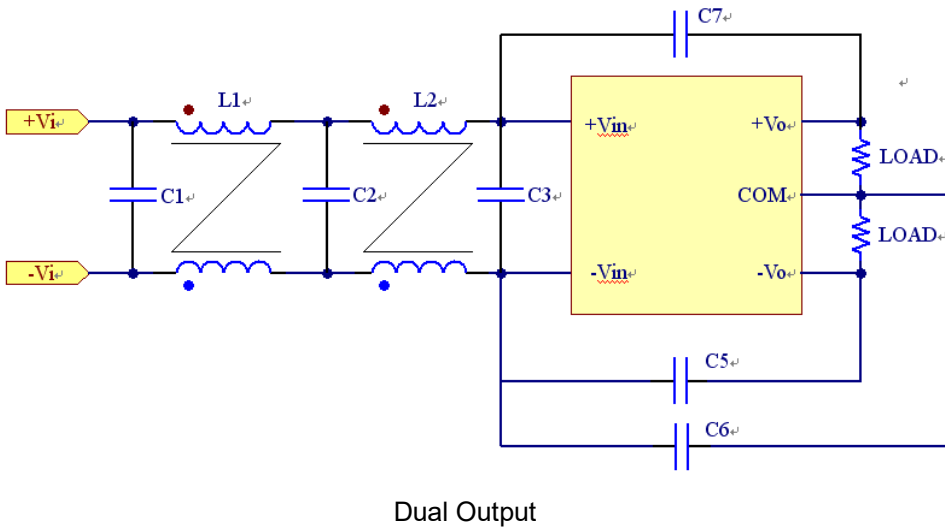 C7
L1
L2
+Vi
+Vin
+Vo
LOAD
C1
C2
C3
COM
LOAD
-Vi
-Vin
-Vo
C5
C6
Dual Output